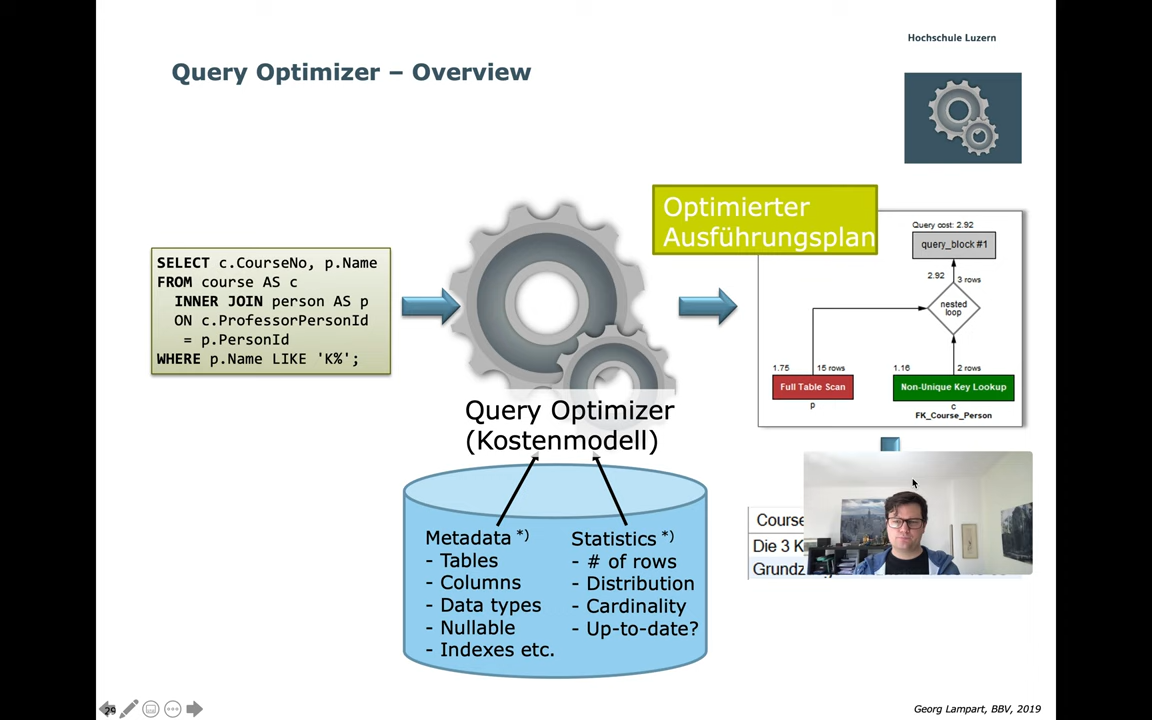 Hochschule Luzern
Query Optimizer – Overview
SELECT c.CourseNo, p.Name
FROM course AS c
INNER JOIN person AS p
ON c.ProfessorPersonId
= p.PersonId
WHERE p.Name LIKE 'K%';
Query Optimizer
(Kostenmodell)
Optimierter
Ausführungsplan
Query cost: 2.92
query_block #1
2.92 3 rows
nested
loop
1.75 15 rows
1.16 2 rows
Full Table Scan
Non-Unique Key Lookup
p
c
FK_Course_Person
Metadata *)
- Tables
- Columns
- Data types
- Nullable
- Indexes etc.
Statistics *)
- # of rows
- Distribution
- Cardinality
- Up-to-date?
Course
Die 3 K
Grundz
29
Georg Lampart, BBV, 2019